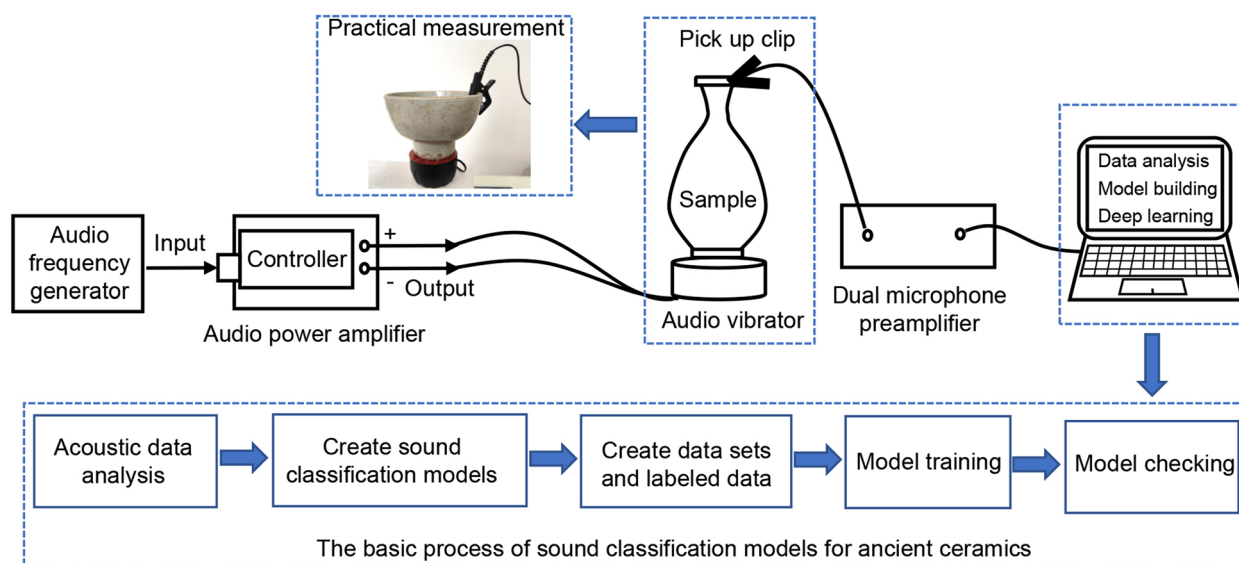 Practical measurement
Pick up clip
Sample
Data analysis
Model building
Deep learning
Audio
frequency
generator
Input
Controller
+
-
Output
Audio power amplifier
Audio vibrator
Dual microphone
preamplifier
Acoustic data
analysis
Create sound
classification models
Create data sets
and labeled data
Model training
Model checking
The basic process of sound classification models for ancient ceramics